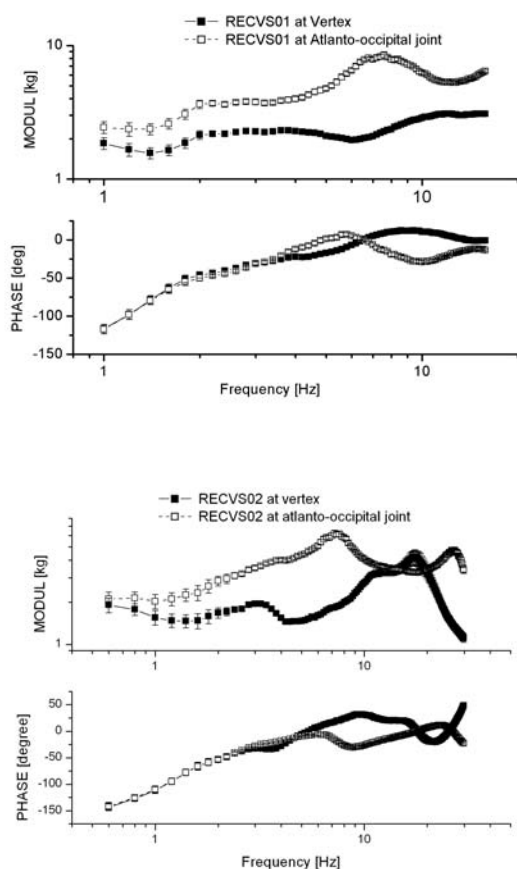 RECVS01 at Vertex
RECVS01 at Atlanto-occipital joint
MODUL [kg]
10
1
1
10
PHASE [deg]
0
-50
-100
-150
1
10
Frequency [Hz]
RECVS02 at vertex
RECVS02 at atlanto-occipital joint
MODUL [kg]
1
1
10
PHASE [degree]
50
0
-50
-100
-150
1
10
Frequency [Hz]